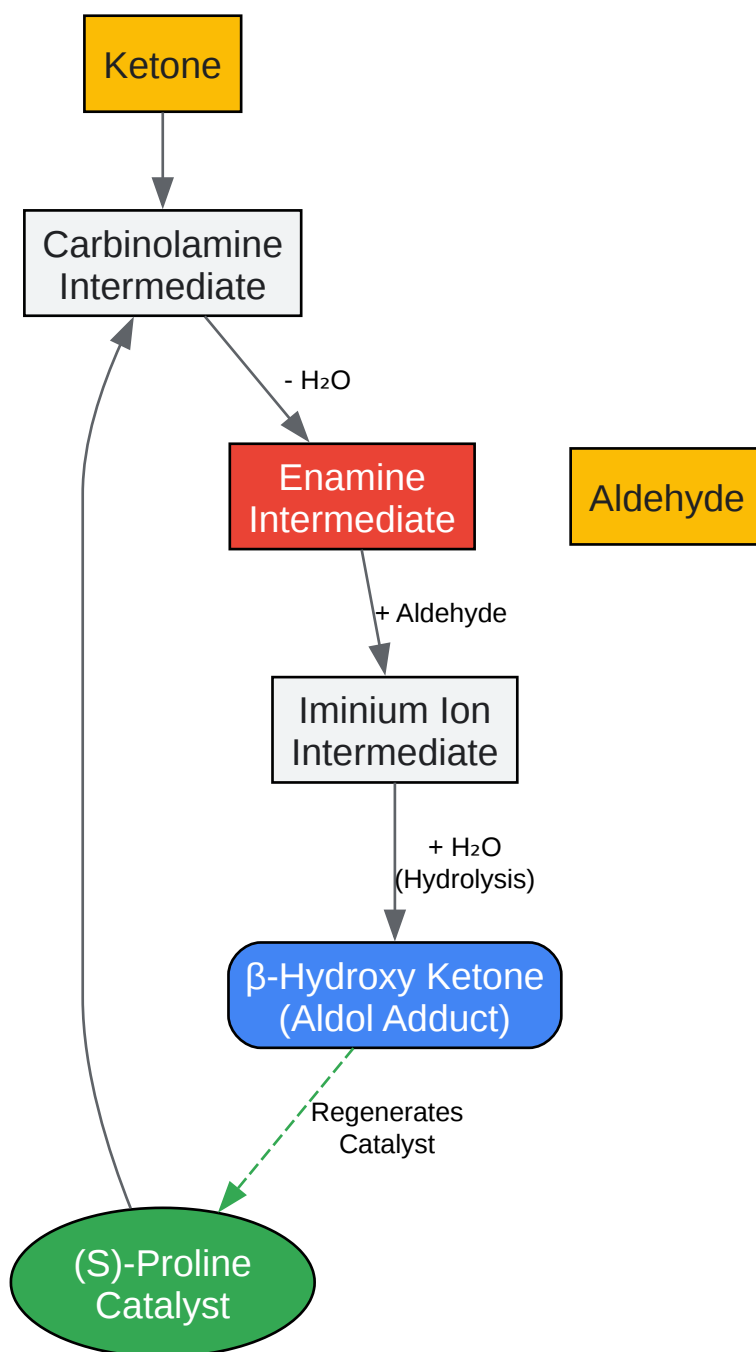 Ketone
Carbinolamine
Intermediate
- H₂O
Enamine
Intermediate
Aldehyde
+ Aldehyde
Iminium Ion
Intermediate
+ H₂O
(Hydrolysis)
β-Hydroxy Ketone
(Aldol Adduct)
Regenerates
Catalyst
(S)-Proline
Catalyst